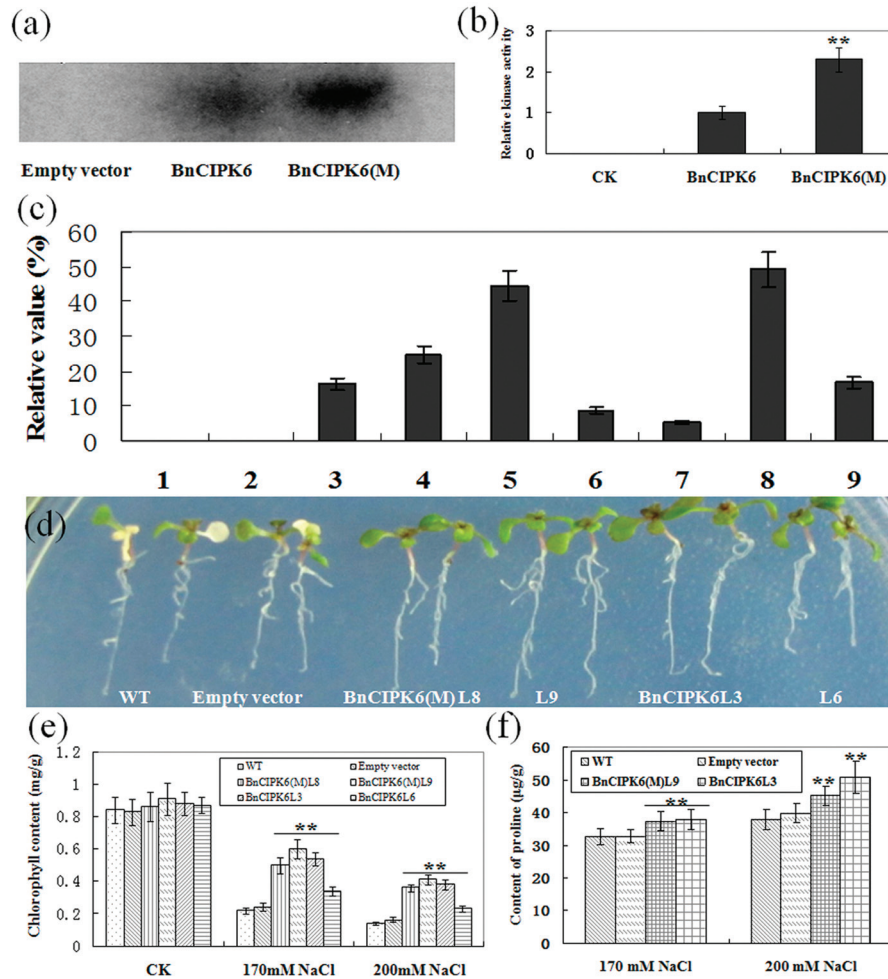 (a)
Empty vector BnCIPK6 BnCIPK6(M)
(b)
Relative kinase activity
3
2
1
0
**
CK BnCIPK6 BnCIPK6(M)
(c)
Relative value (%)
60
50
40
30
20
10
0
1 2 3 4 5 6 7 8 9
(d)
WT Empty vector BnCIPK6(M) L8 L9 BnCIPK6L3 L6
(e)
Chlorophyll content (mg/g)
1.2
1
0.8
0.6
0.4
0.2
0
WT Empty vector
BnCIPK6(M)L8 BnCIPK6(M)L9
BnCIPK6L3 BnCIPK6L6
**
**
CK 170mM NaCl 200mM NaCl
(f)
Content of proline (μg/g)
60
50
40
30
20
10
0
WT Empty vector
BnCIPK6(M)L9 BnCIPK6L3
**
**
**
170 mM NaCl 200 mM NaCl